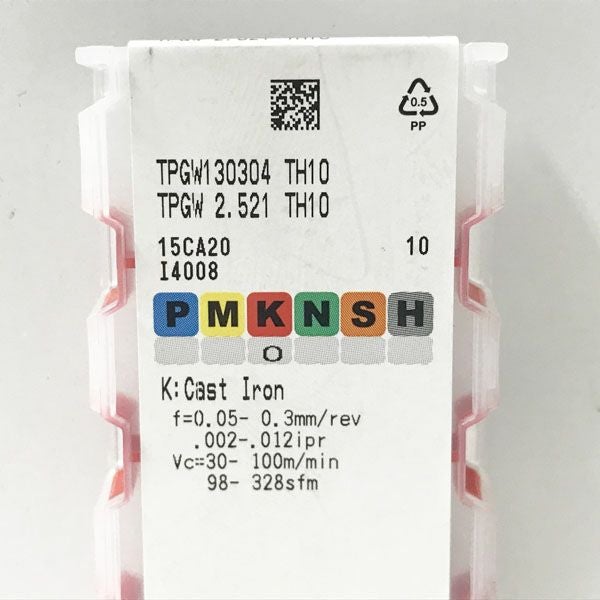 0.5
PP
TPGW130304 TH10
TPGW 2.521 TH10
15CA20 10
I4008
P M K N S H
O
K:Cast Iron
f=0.05- 0.3mm/rev
.002-.012ipr
Vc=30- 100m/min
98- 328sfm